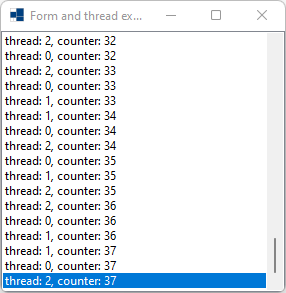 Form and thread ex...
thread: 2, counter: 32
thread: 0, counter: 32
thread: 2, counter: 33
thread: 0, counter: 33
thread: 1, counter: 33
thread: 1, counter: 34
thread: 0, counter: 34
thread: 2, counter: 34
thread: 0, counter: 35
thread: 1, counter: 35
thread: 2, counter: 35
thread: 2, counter: 36
thread: 0, counter: 36
thread: 1, counter: 36
thread: 1, counter: 37
thread: 0, counter: 37
thread: 2, counter: 37